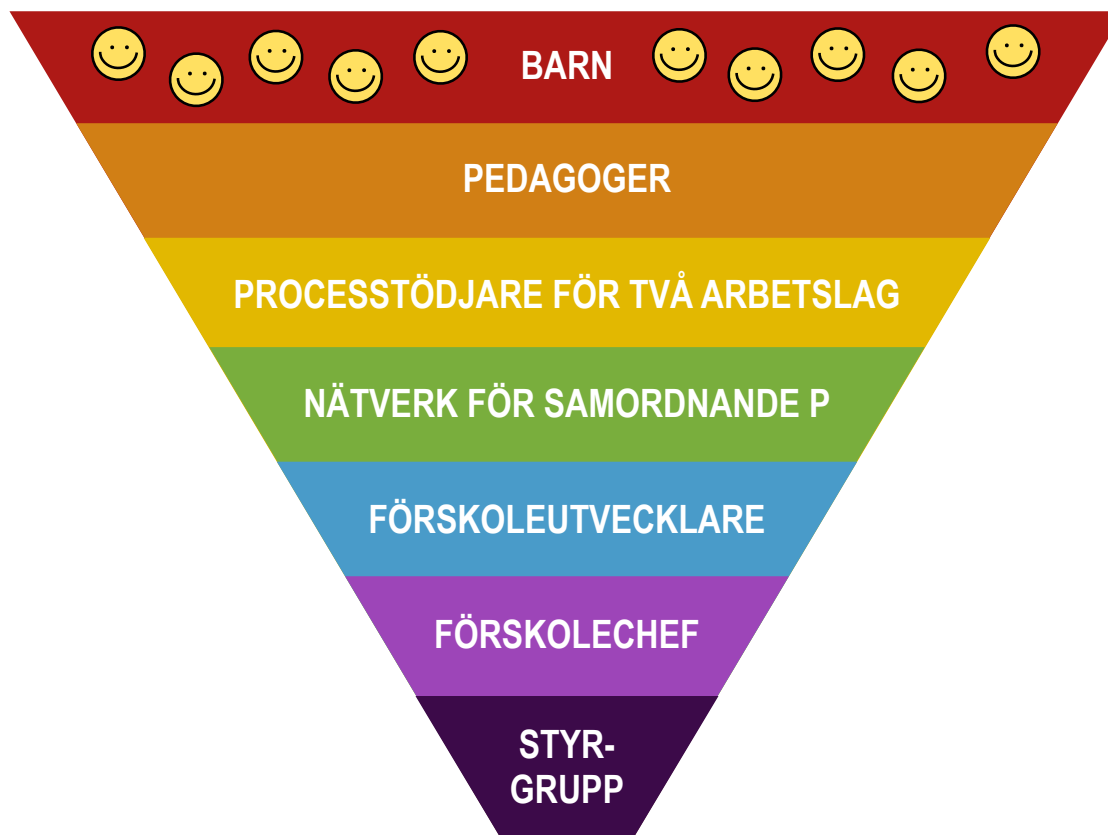 BARN
PEDAGOGER
PROCESSTÖDJARE FÖR TVÅ ARBETSLAG
NÄTVERK FÖR SAMORDNANDE P
FÖRSKOLEUTVECKLARE
FÖRSKOLECHEF
STYR-
GRUPP